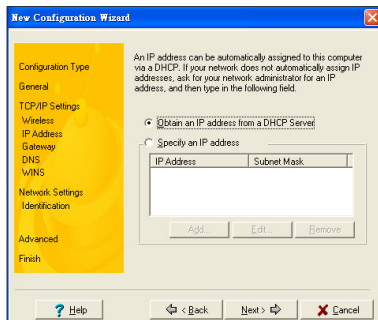 New Configuration Wizard
Configuration Type
General
TCP/IP Settings
Wireless
IP Address
Gateway
DNS
WINS
Network Settings
Identification
Advanced
Finish
An IP address can be automatically assigned to this computer
via a DHCP. If your network does not automatically assign IP
addresses, ask for your network administrator for an IP
address, and then type in the following field.
Obtain an IP address from a DHCP Server
Specify an IP address
IP Address Subnet Mask
Add... Edit... Remove
? Help < Back Next > Cancel